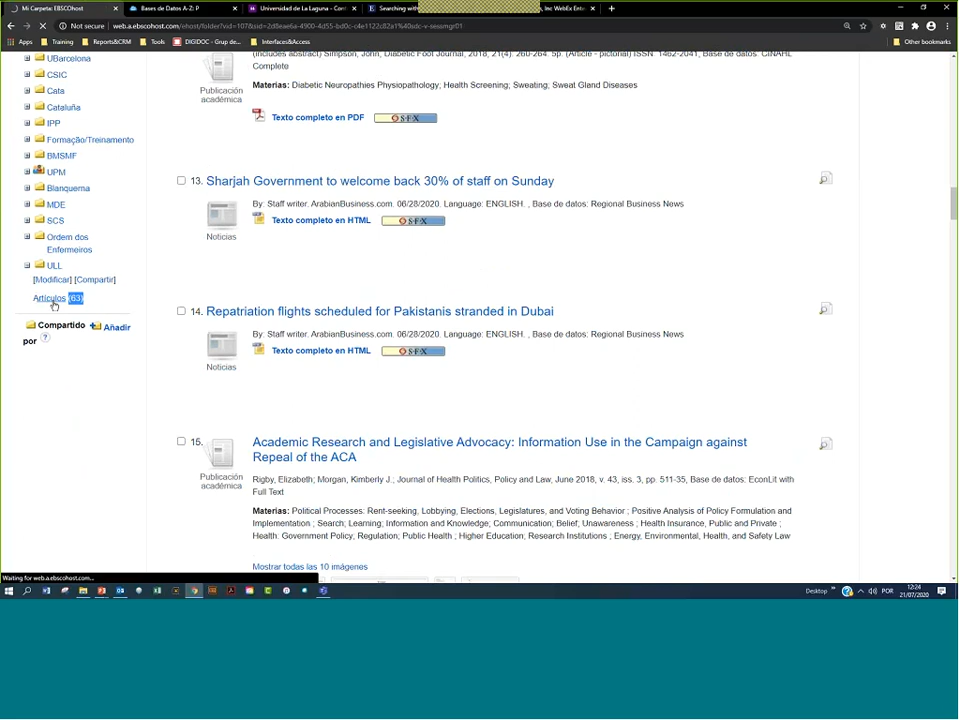 Mi Carpeta: EBSCOhost
Bases de Datos A-Z: P
Universidad de La Laguna - Cont
Searching with
, Inc WebEx Enter
Not secure
web.a.ebscohost.com/ehost/folder?vid=107&sid=2d8eae6a-4900-4d55-bd0c-c4e1122c82a1%40sdc-v-sessmgr01
Apps
Training
Reports&CRM
Tools
DIGIDOC - Grup de...
Interfaces&Access
Other bookmarks
UBarcelona
CSIC
Cata
Cataluña
IPP
Formação/Treinamento
BMSMF
UPM
Blanquerna
MDE
SCS
Ordem dos
Enfermeiros
ULL
[Modificar] [Compartir]
Artículos (63)
Compartido
por
Añadir
(includes abstract) Simpson, John; Diabetic Foot Journal, 2018; 21(4): 260-264. 5p. (Article - pictorial) ISSN: 1462-2041, Base de datos: CINAHL
Complete
Publicación
académica
Materias: Diabetic Neuropathies Physiopathology; Health Screening; Sweating; Sweat Gland Diseases
Texto completo en PDF
S·F·X
13. Sharjah Government to welcome back 30% of staff on Sunday
By: Staff writer. ArabianBusiness.com. 06/28/2020. Language: ENGLISH. , Base de datos: Regional Business News
Texto completo en HTML
S·F·X
Noticias
14. Repatriation flights scheduled for Pakistanis stranded in Dubai
By: Staff writer. ArabianBusiness.com. 06/28/2020. Language: ENGLISH. , Base de datos: Regional Business News
Texto completo en HTML
S·F·X
Noticias
15. Academic Research and Legislative Advocacy: Information Use in the Campaign against
Repeal of the ACA
Publicación
académica
Rigby, Elizabeth; Morgan, Kimberly J.; Journal of Health Politics, Policy and Law, June 2018, v. 43, iss. 3, pp. 511-35, Base de datos: EconLit with
Full Text
Materias: Political Processes: Rent-seeking, Lobbying, Elections, Legislatures, and Voting Behavior ; Positive Analysis of Policy Formulation and
Implementation ; Search; Learning; Information and Knowledge; Communication; Belief; Unawareness ; Health Insurance, Public and Private ;
Health: Government Policy; Regulation; Public Health ; Higher Education; Research Institutions ; Energy, Environmental, Health, and Safety Law
Mostrar todas las 10 imágenes
Waiting for web.a.ebscohost.com...
Desktop
POR
12:24
21/07/2020